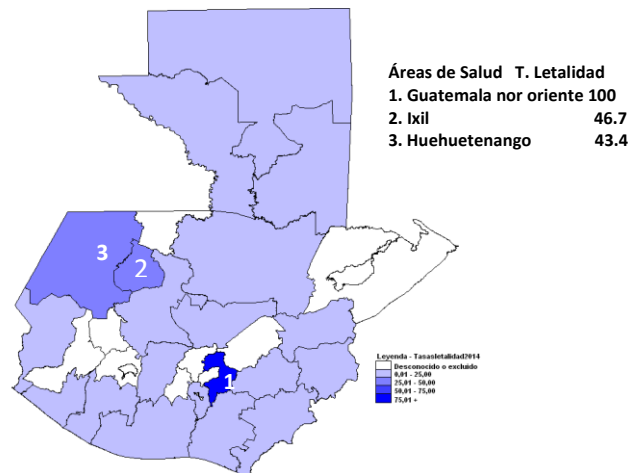 Áreas de Salud T. Letalidad
1. Guatemala nor oriente 100
2. Ixil 46.7
3. Huehuetenango 43.4
3
2
1
Leyenda - Tasasletalidad2014
Desconocido o excluido
0,01 - 25,00
25,01 - 50,00
50,01 - 75,00
75,01 +